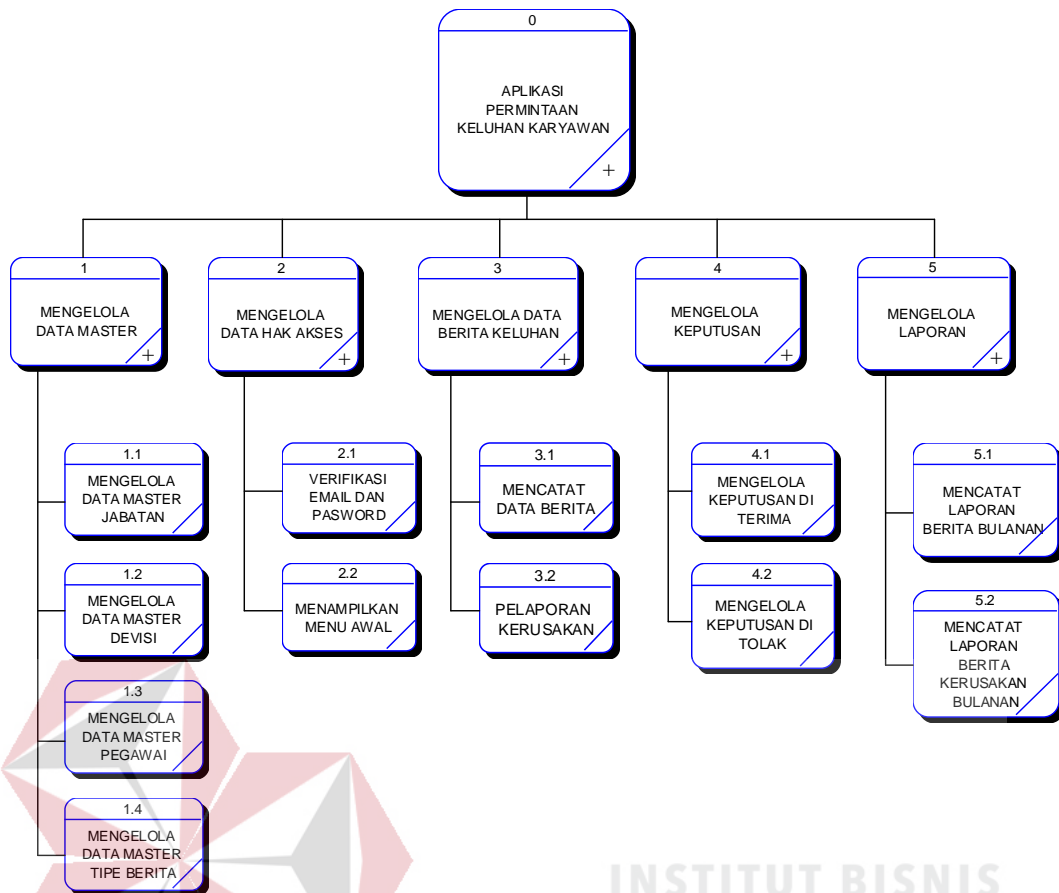 0
APLIKASI
PERMINTAAN
KELUHAN KARYAWAN
+
1
MENGELOLA
DATA MASTER
+
2
MENGELOLA
DATA HAK AKSES
+
3
MENGELOLA DATA
BERITA KELUHAN
+
4
MENGELOLA
KEPUTUSAN
+
5
MENGELOLA
LAPORAN
+
1.1
MENGELOLA
DATA MASTER
JABATAN
1.2
MENGELOLA
DATA MASTER
DEVISI
1.3
MENGELOLA
DATA MASTER
PEGAWAI
1.4
MENGELOLA
DATA MASTER
TIPE BERITA
2.1
VERIFIKASI
EMAIL DAN
PASWORD
2.2
MENAMPILKAN
MENU AWAL
3.1
MENCATAT
DATA BERITA
3.2
PELAPORAN
KERUSAKAN
4.1
MENGELOLA
KEPUTUSAN DI
TERIMA
4.2
MENGELOLA
KEPUTUSAN DI
TOLAK
5.1
MENCATAT
LAPORAN
BERITA BULANAN
5.2
MENCATAT
LAPORAN
BERITA
KERUSAKAN
BULANAN
INSTITUT BISNIS